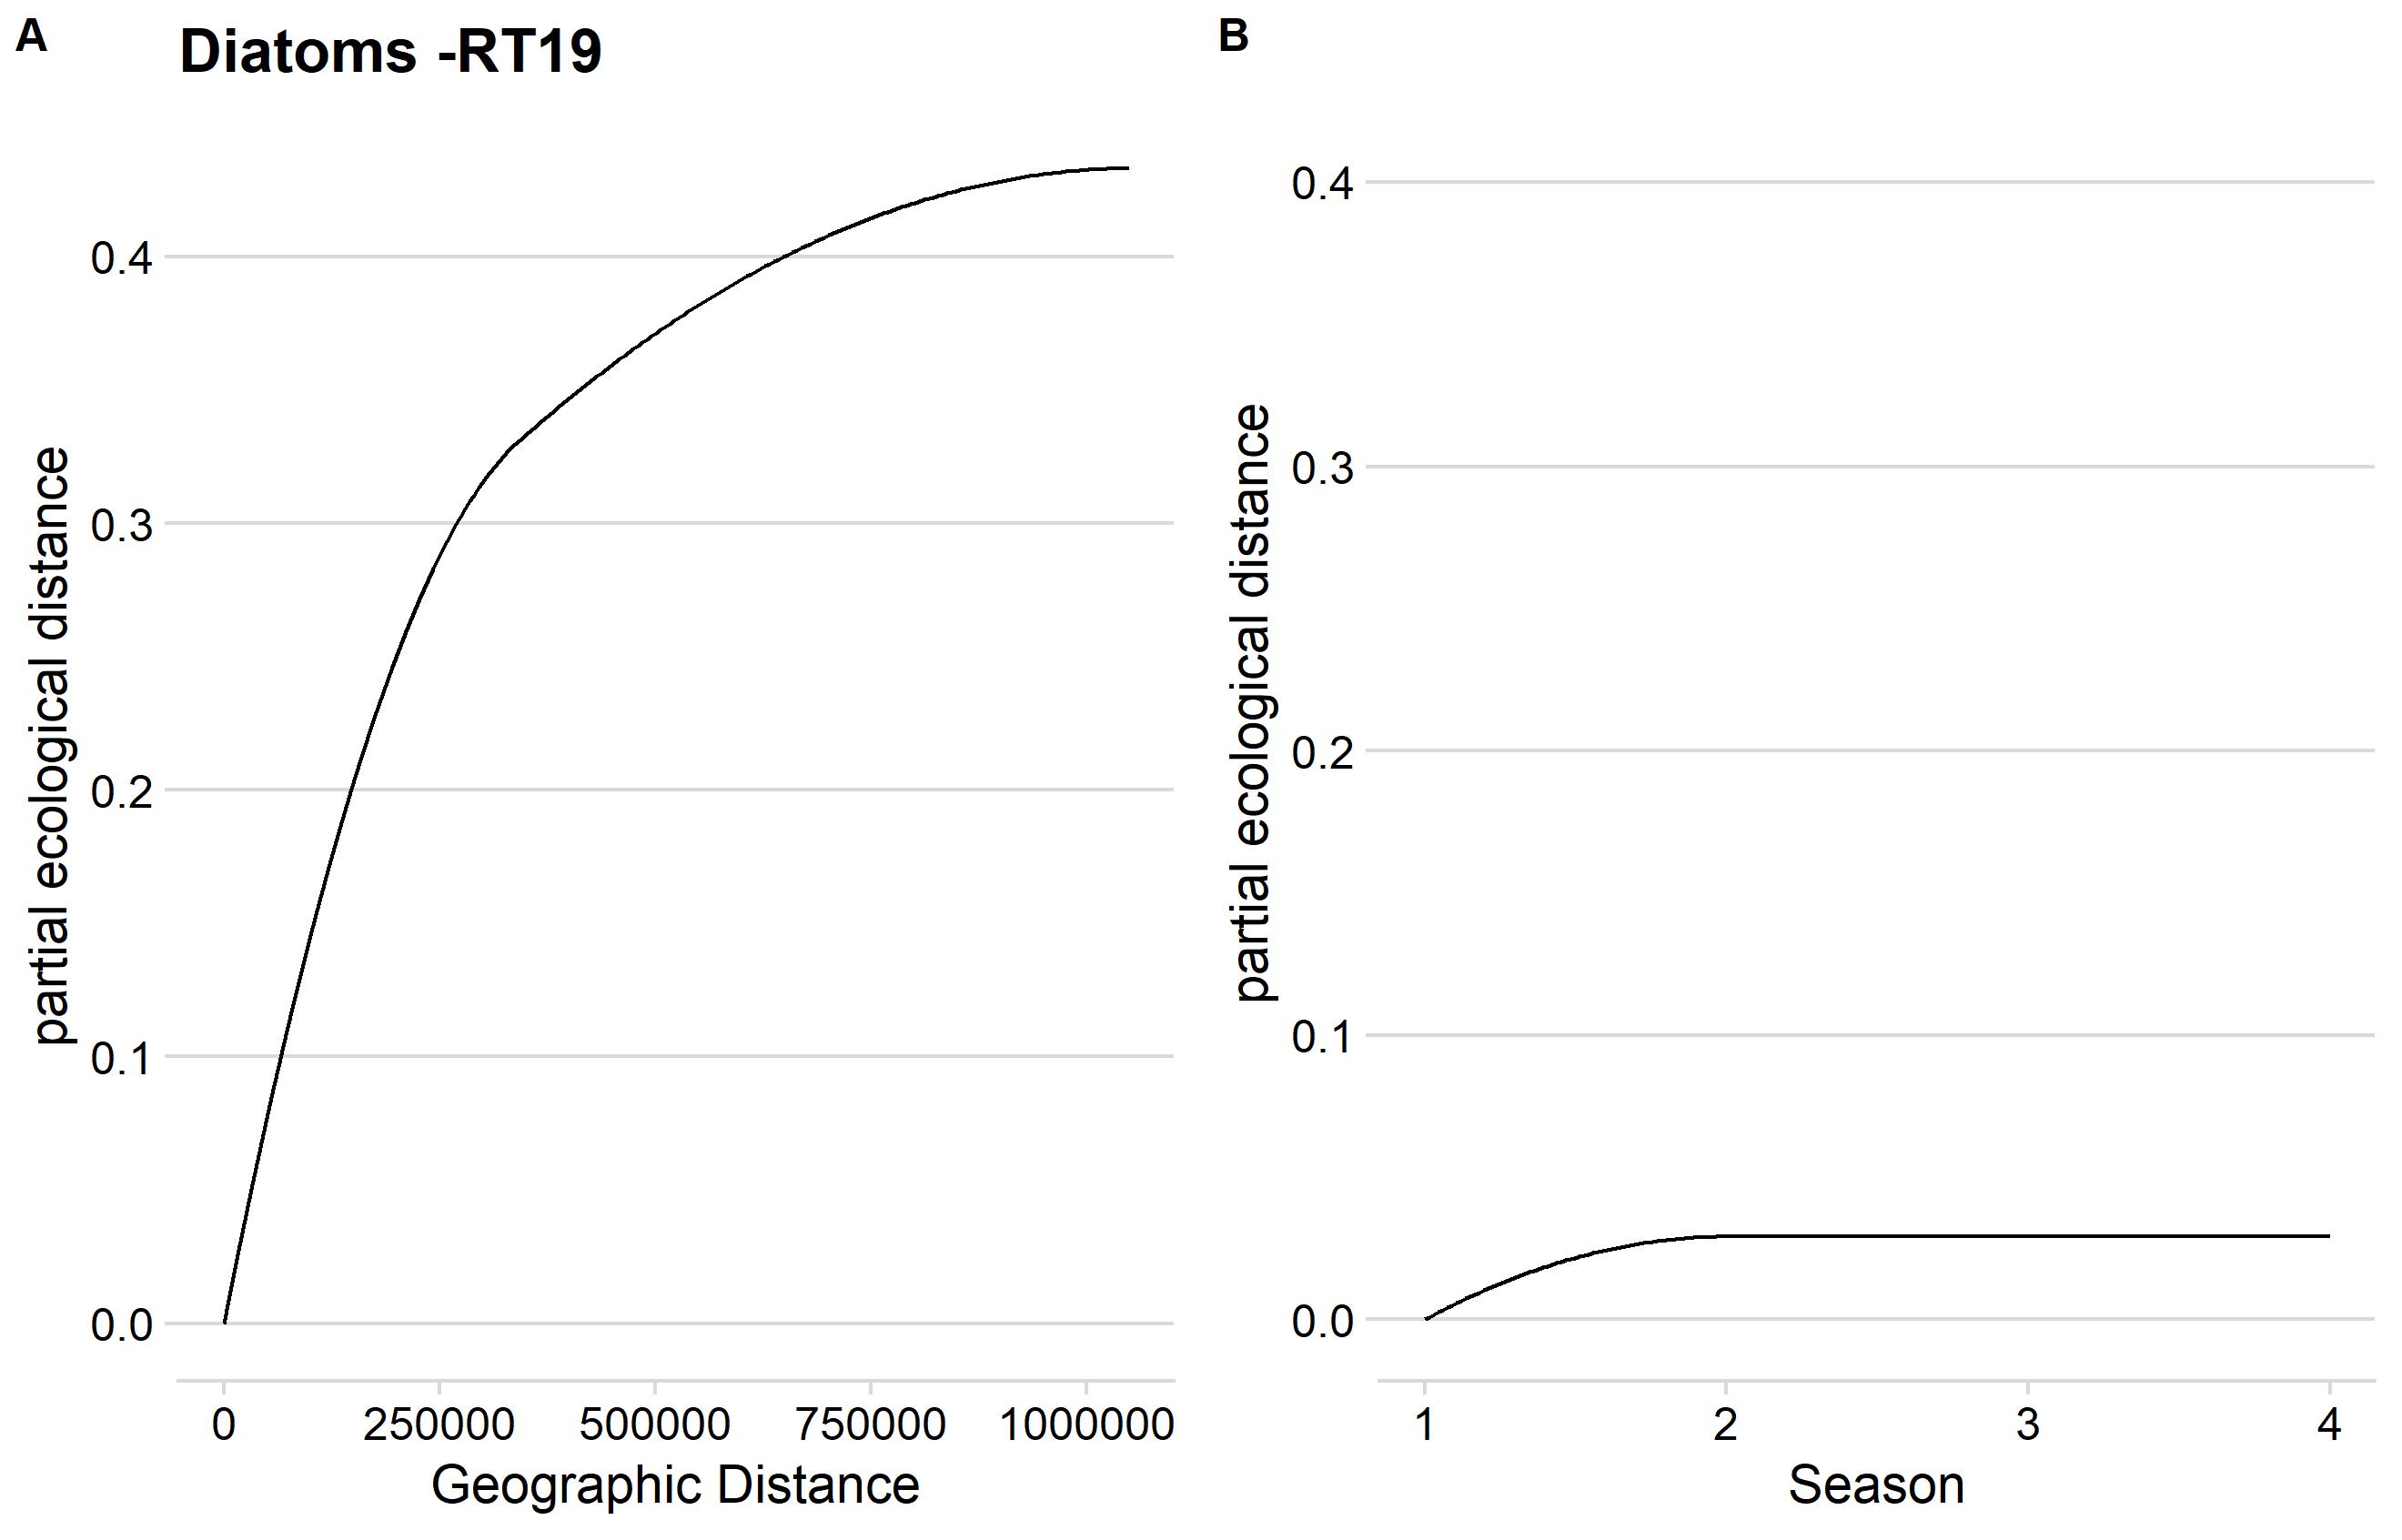 A
Diatoms -RT19
partial ecological distance
0.4
0.3
0.2
0.1
0.0
0 250000 500000 750000 1000000
Geographic Distance
B
partial ecological distance
0.4
0.3
0.2
0.1
0.0
1 2 3 4
Season